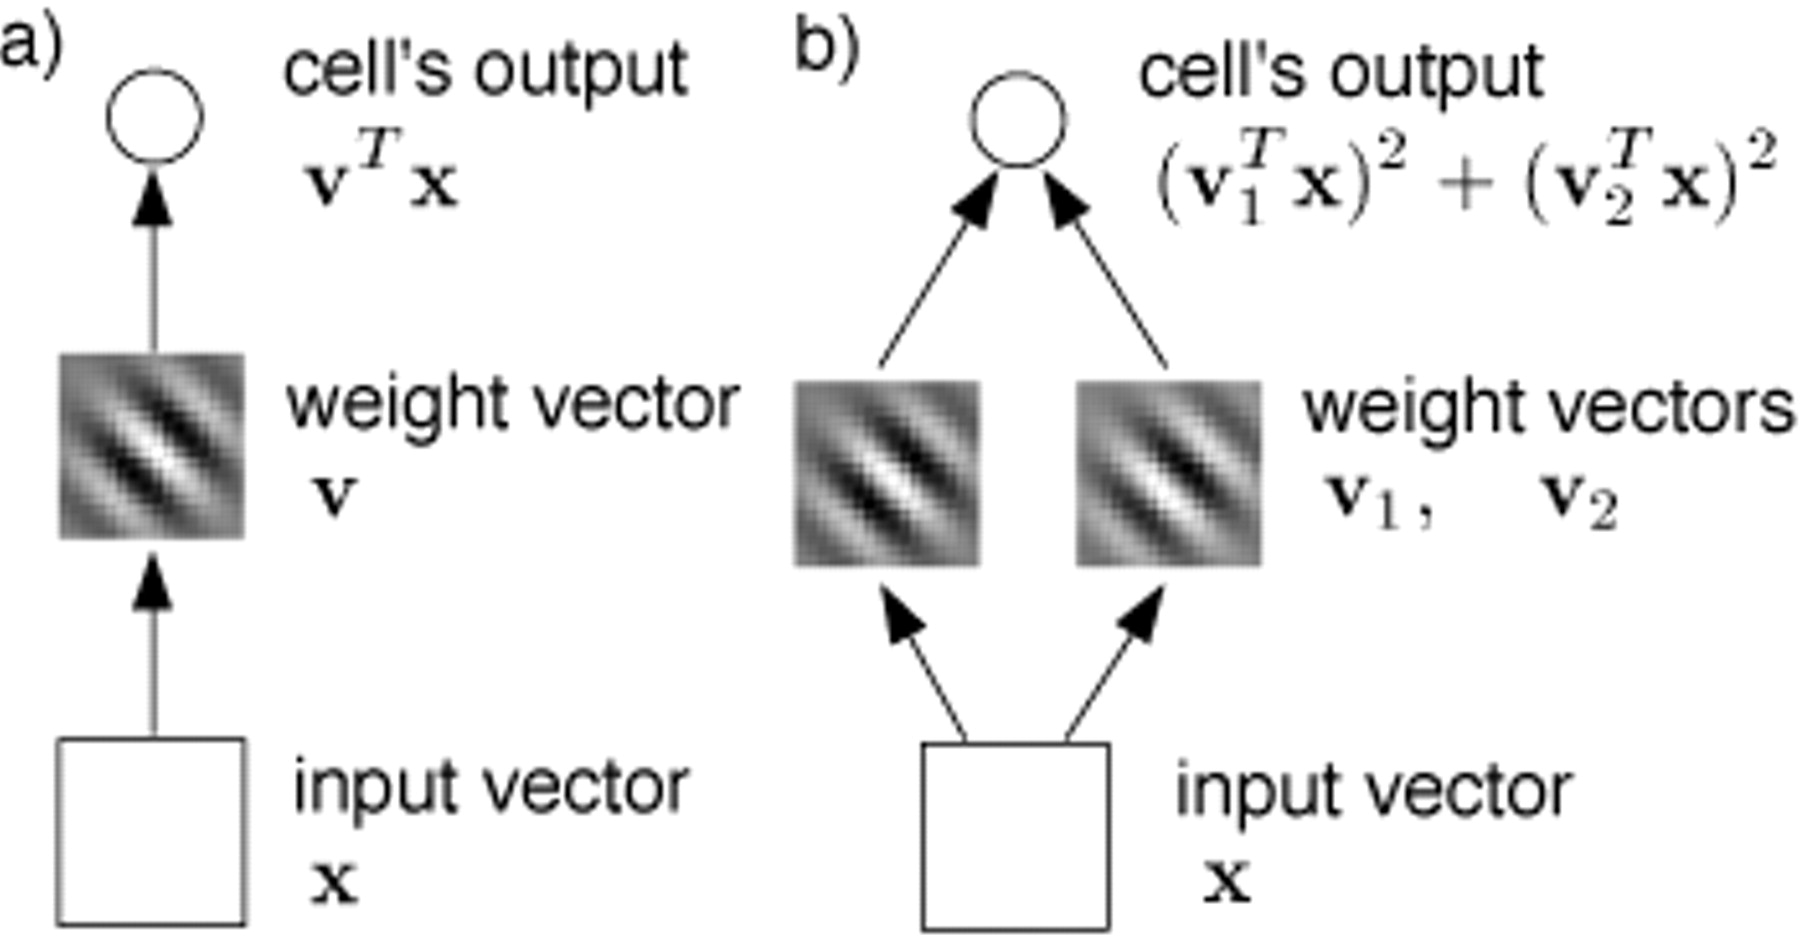 a)
cell's output
v^T x
weight vector
v
input vector
x
b)
cell's output
(v_1^T x)^2 + (v_2^T x)^2
weight vectors
v_1, v_2
input vector
x